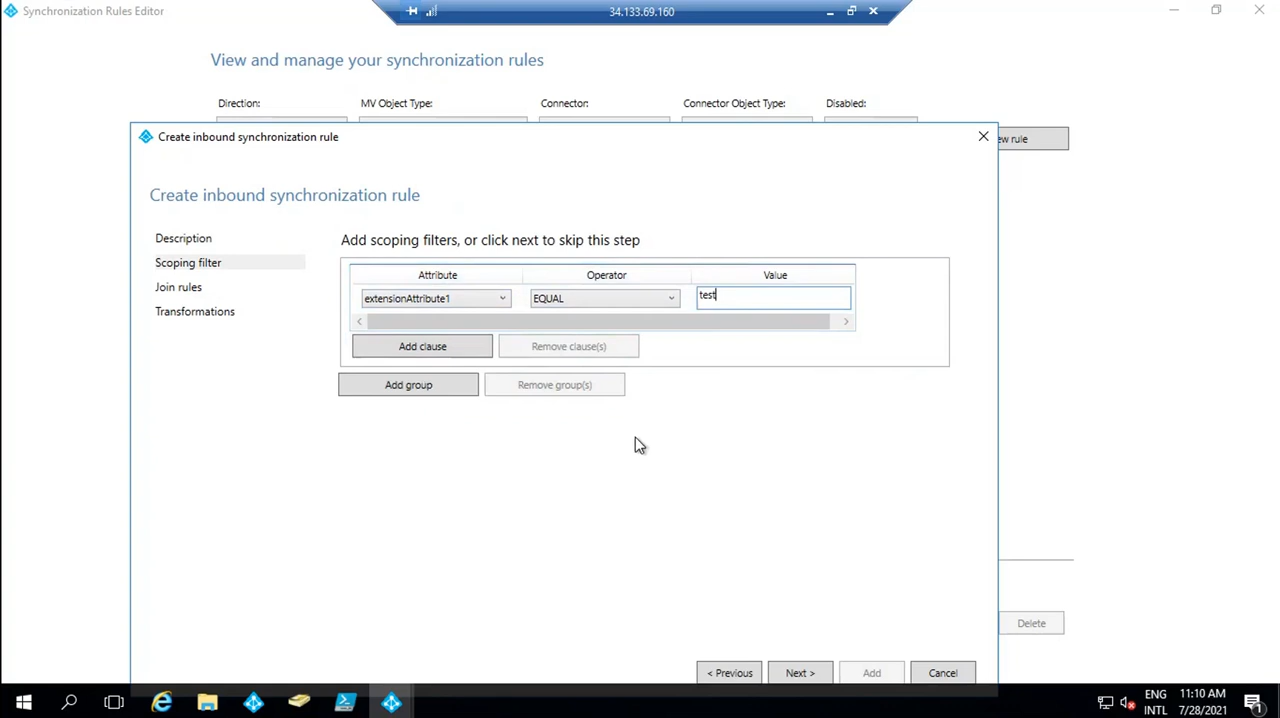 Synchronization Rules Editor
34.133.69.160
View and manage your synchronization rules
Direction: MV Object Type: Connector: Connector Object Type: Disabled:
Create inbound synchronization rule
rule
Create inbound synchronization rule
Description
Scoping filter
Join rules
Transformations
Add scoping filters, or click next to skip this step
Attribute Operator Value
extensionAttribute1 EQUAL test
Add clause Remove clause(s)
Add group Remove group(s)
Delete
< Previous Next > Add Cancel
ENG 11:10 AM
INTL 7/28/2021
1